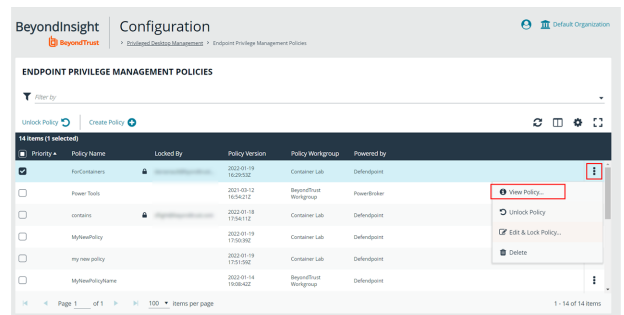 BeyondInsight
BeyondTrust
Configuration
> Privileged Desktop Management > Endpoint Privilege Management Policies
Default Organization
ENDPOINT PRIVILEGE MANAGEMENT POLICIES
Filter by
Unlock Policy
Create Policy
14 items (1 selected)
Priority Policy Name Locked By Policy Version Policy Workgroup Powered by
ForContainers 2022-01-19 16:29:53Z Container Lab Defendpoint
Power Tools 2021-03-12 16:54:21Z BeyondTrust Workgroup PowerBroker
contains 2022-01-18 17:54:11Z Container Lab Defendpoint
MyNewPolicy 2022-01-19 17:50:39Z Container Lab Defendpoint
my new policy 2022-01-19 17:51:59Z Container Lab Defendpoint
MyNewPolicyName 2022-01-14 19:08:42Z BeyondTrust Workgroup Defendpoint
View Policy...
Unlock Policy
Edit & Lock Policy...
Delete
Page 1 of 1 100 items per page
1 - 14 of 14 items